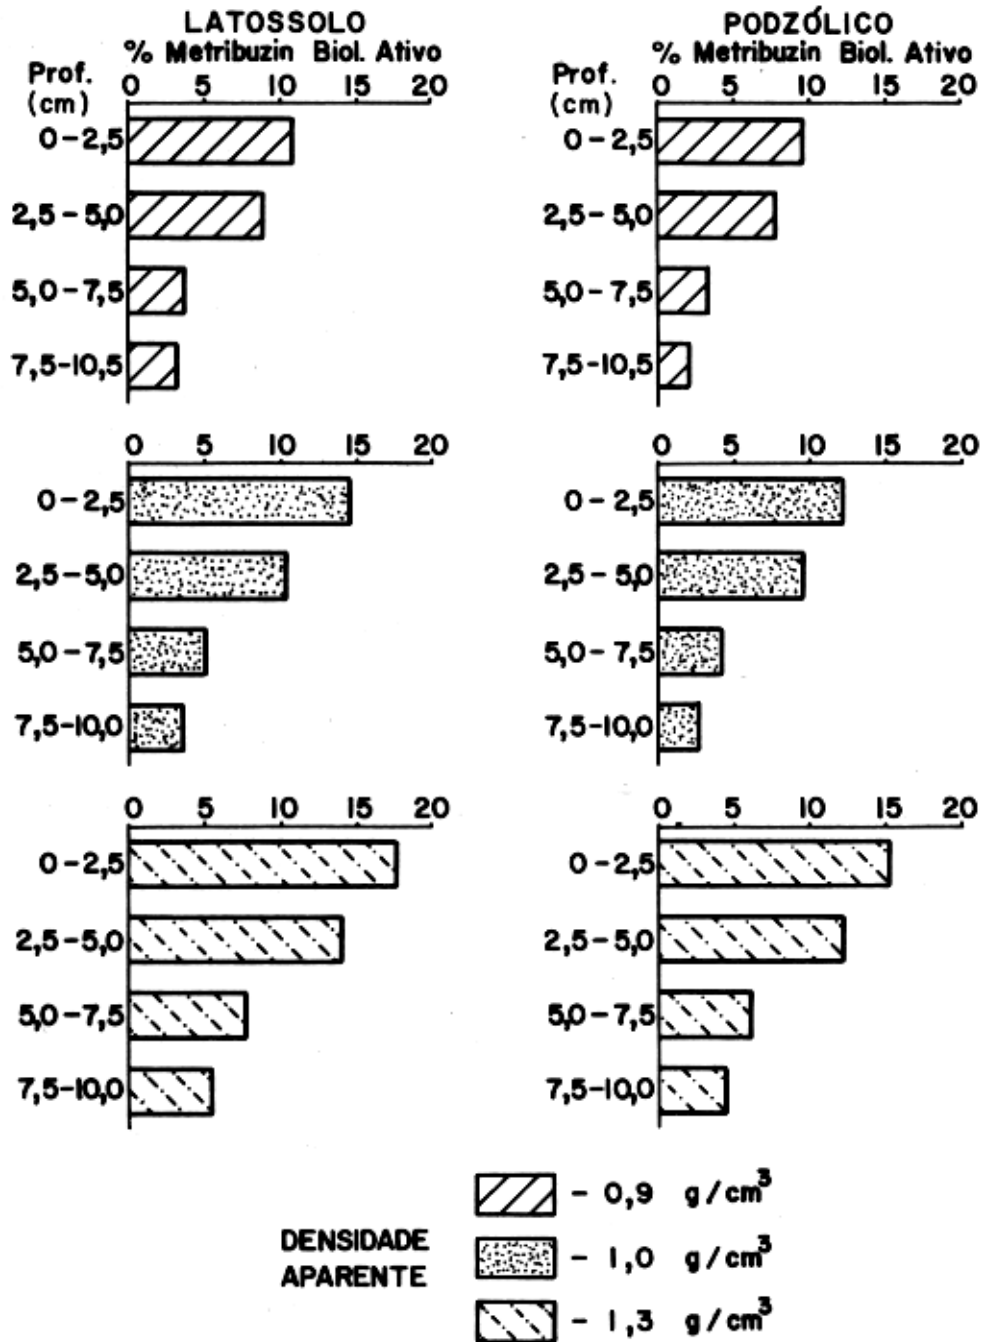 LATOSSOLO
% Metribuzin Biol. Ativo
Prof.
(cm)
0 5 10 15 20
0-2,5
2,5-5,0
5,0-7,5
7,5-10,5
PODZÓLICO
% Metribuzin Biol. Ativo
Prof.
(cm)
0 5 10 15 20
0-2,5
2,5-5,0
5,0-7,5
7,5-10,5
0 5 10 15 20
0-2,5
2,5-5,0
5,0-7,5
7,5-10,0
0 5 10 15 20
0-2,5
2,5-5,0
5,0-7,5
7,5-10,0
0 5 10 15 20
0-2,5
2,5-5,0
5,0-7,5
7,5-10,0
0 5 10 15 20
0-2,5
2,5-5,0
5,0-7,5
7,5-10,0
DENSIDADE
APARENTE
- 0,9 g/cm³
- 1,0 g/cm³
- 1,3 g/cm³